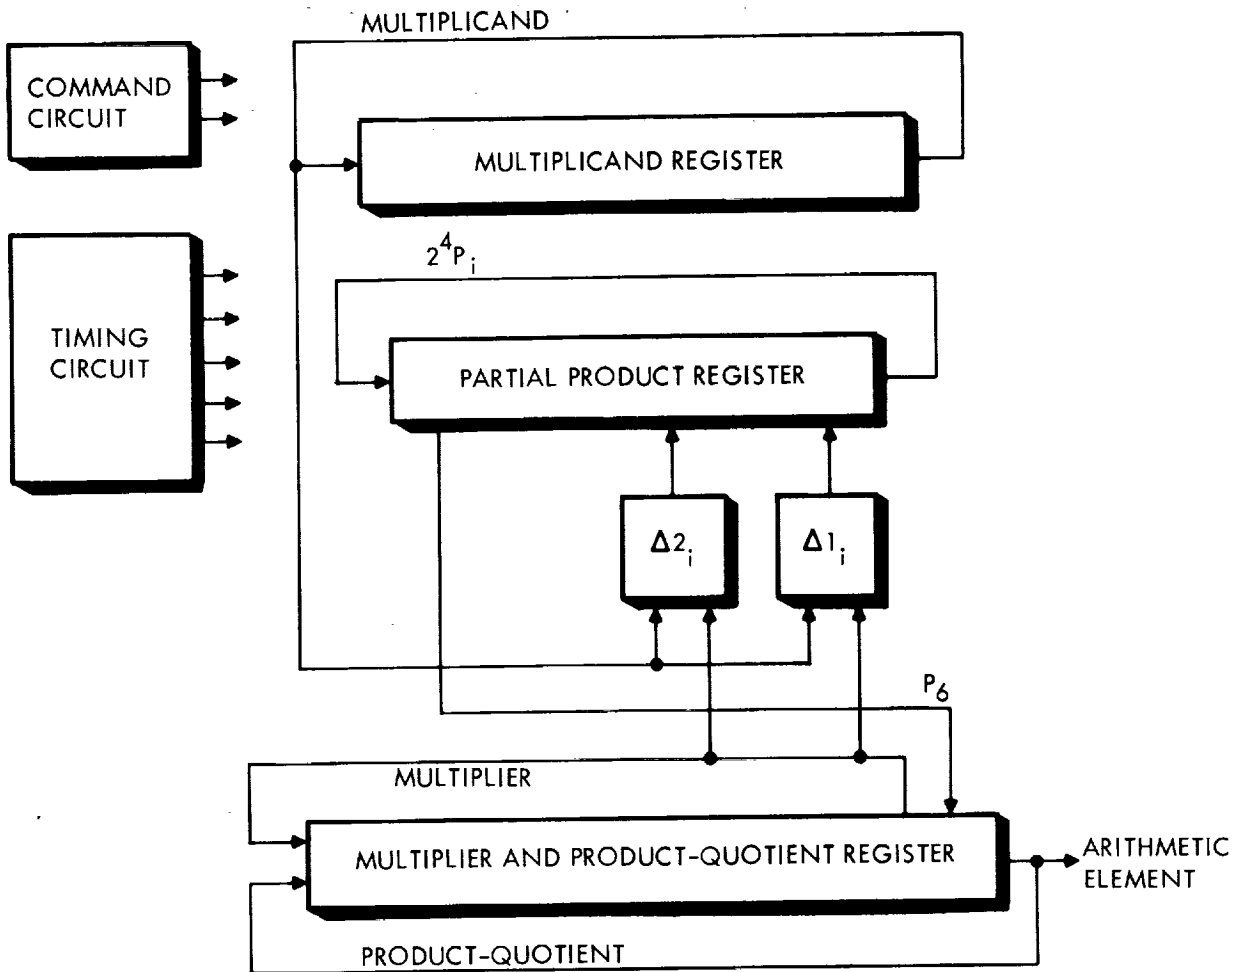 MULTIPLICAND
COMMAND
CIRCUIT
MULTIPLICAND REGISTER
2⁴Pᵢ
TIMING
CIRCUIT
PARTIAL PRODUCT REGISTER
Δ2ᵢ
Δ1ᵢ
P₆
MULTIPLIER
MULTIPLIER AND PRODUCT-QUOTIENT REGISTER
ARITHMETIC
ELEMENT
PRODUCT-QUOTIENT